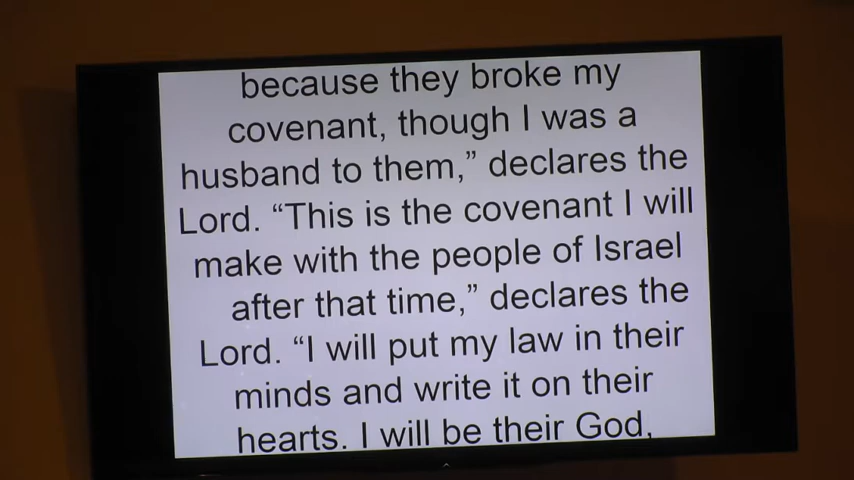 because they broke my
covenant, though I was a
husband to them,” declares the
Lord. “This is the covenant I will
make with the people of Israel
after that time,” declares the
Lord. “I will put my law in their
minds and write it on their
hearts. I will be their God,